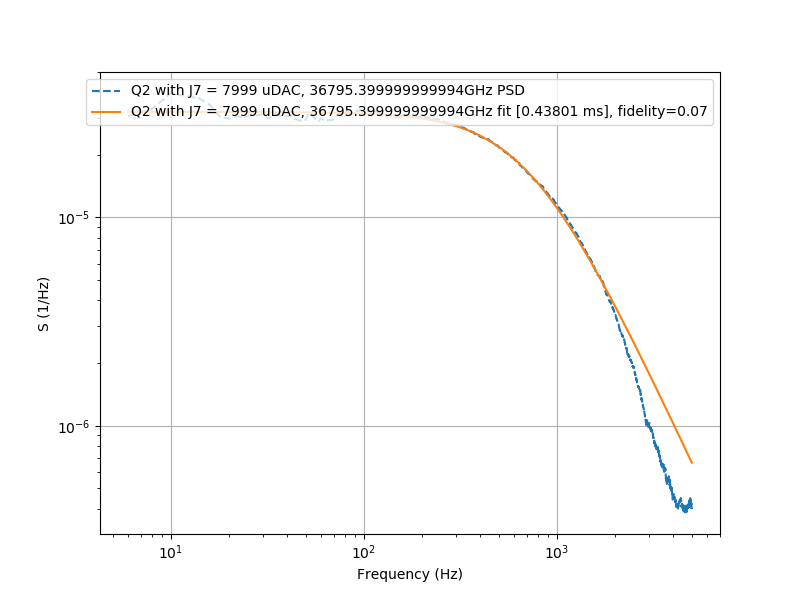 Q2 with J7 = 7999 uDAC, 36795.399999999994GHz PSD
Q2 with J7 = 7999 uDAC, 36795.399999999994GHz fit [0.43801 ms], fidelity=0.07
10⁻⁵
10⁻⁶
S (1/Hz)
10¹ 10² 10³
Frequency (Hz)